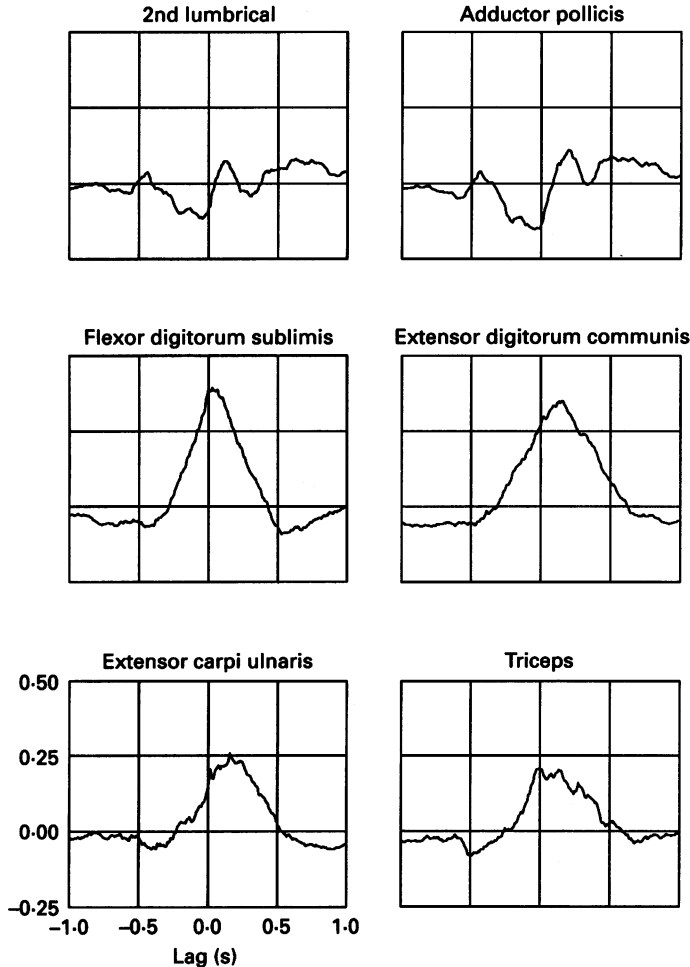 2nd lumbrical
Adductor pollicis
Flexor digitorum sublimis
Extensor digitorum communis
Extensor carpi ulnaris
Triceps
0·50
0·25
0·00
−0·25
−1·0 −0·5 0·0 0·5 1·0
Lag (s)